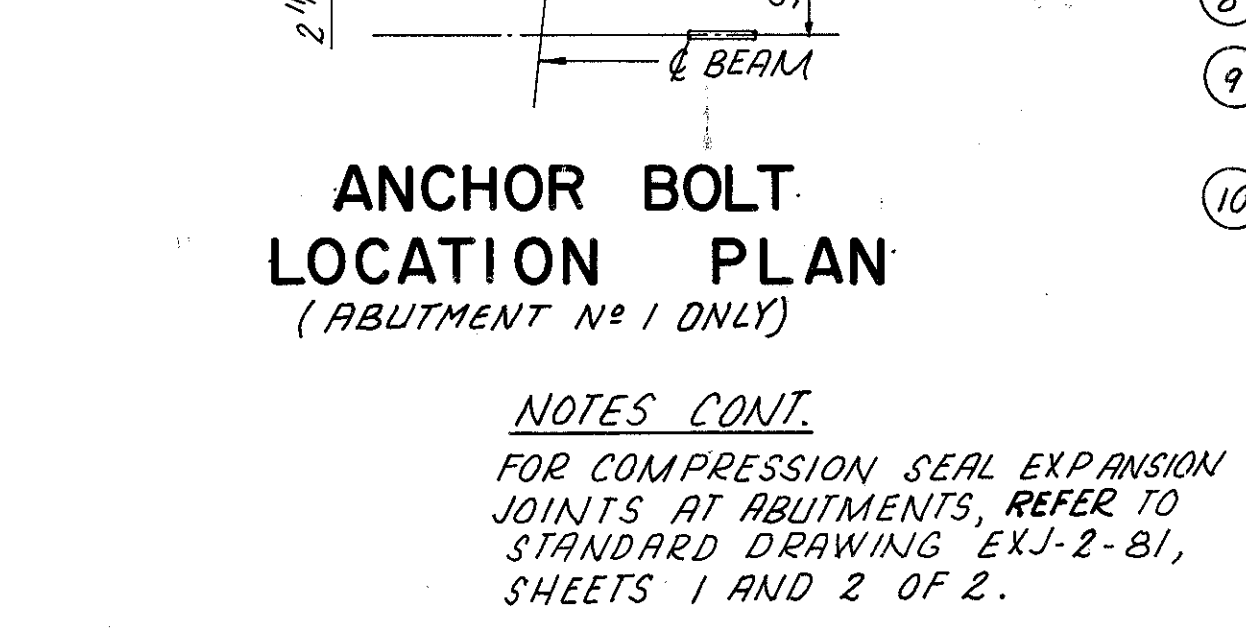 ℄ BEAM
ANCHOR BOLT
LOCATION PLAN
(ABUTMENT Nº 1 ONLY)
NOTES CONT.
FOR COMPRESSION SEAL EXPANSION
JOINTS AT ABUTMENTS, REFER TO
STANDARD DRAWING EXJ-2-81,
SHEETS 1 AND 2 OF 2.
9
10